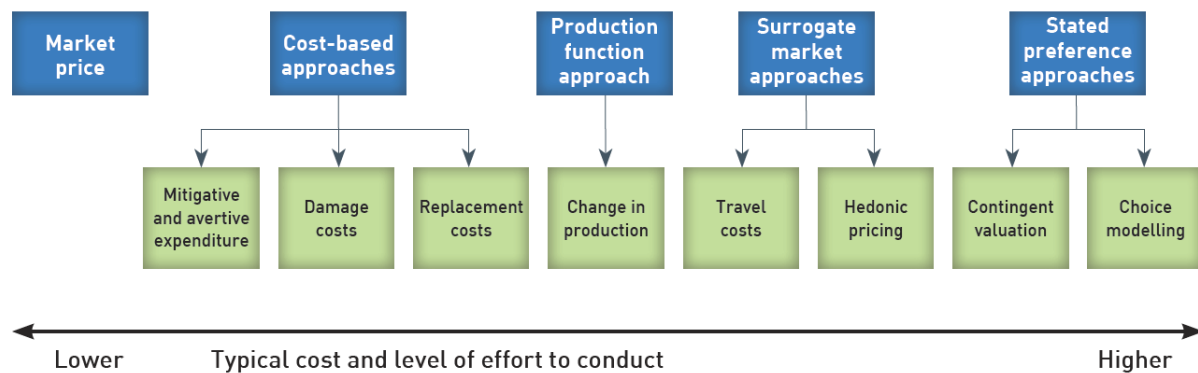 Market
price
Cost-based
approaches
Production
function
approach
Surrogate
market
approaches
Stated
preference
approaches
Mitigative
and avertive
expenditure
Damage
costs
Replacement
costs
Change in
production
Travel
costs
Hedonic
pricing
Contingent
valuation
Choice
modelling
Lower
Typical cost and level of effort to conduct
Higher